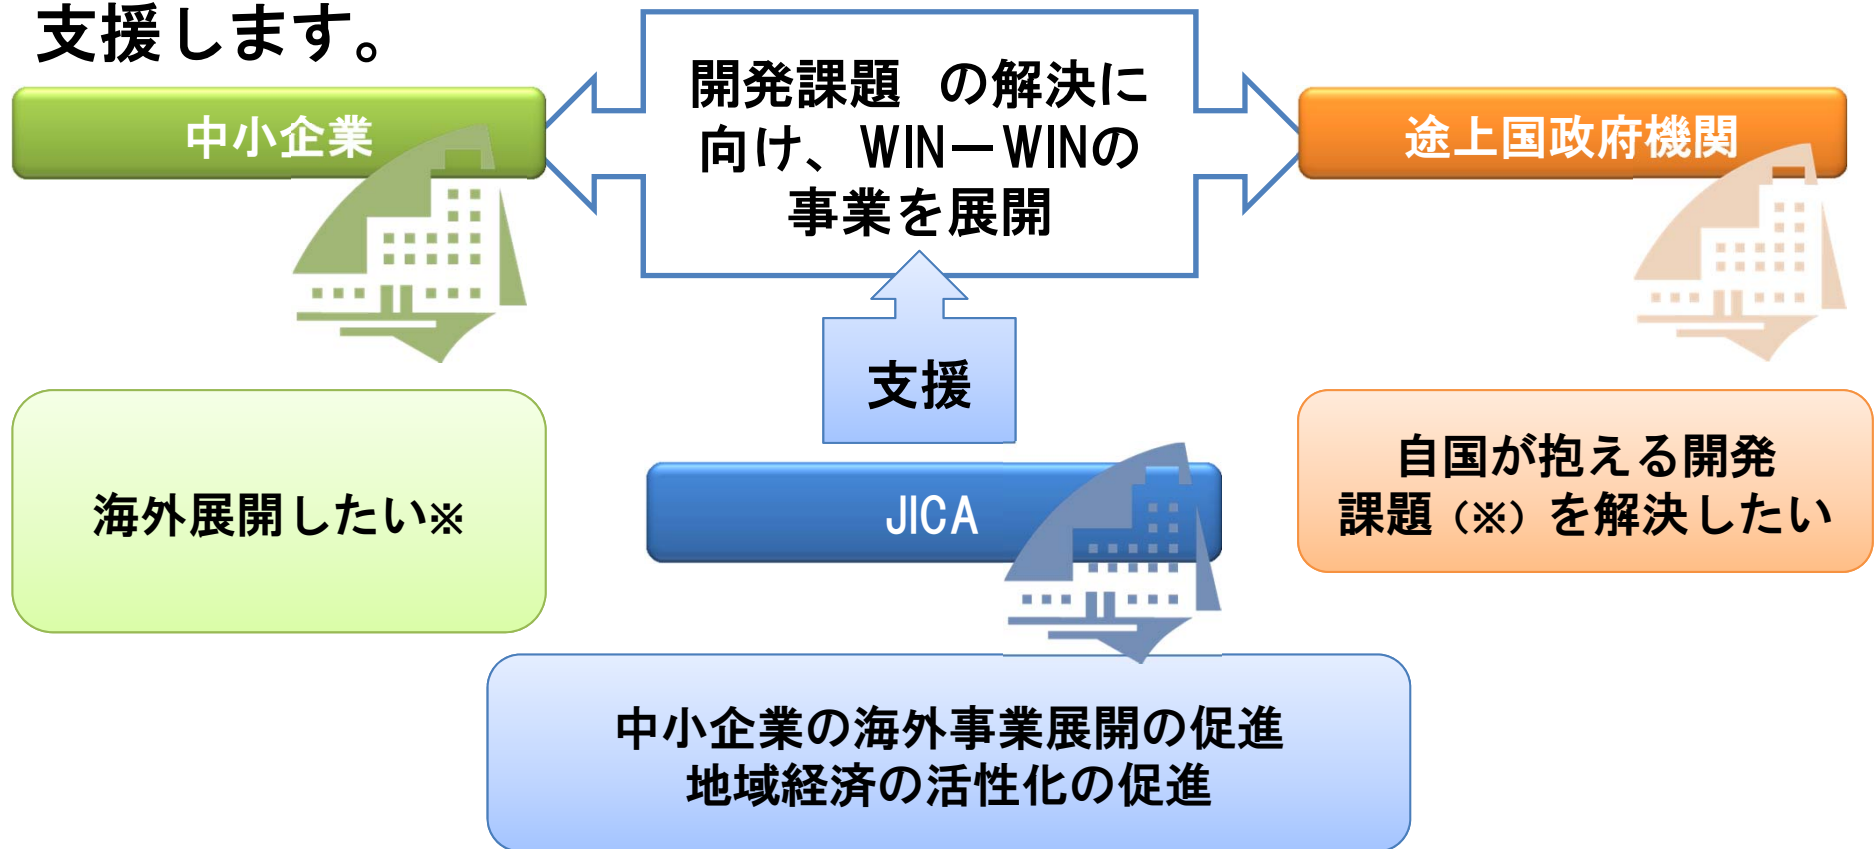 支援します。
中小企業
開発課題　の解決に
向け、WIN－WINの
事業を展開
途上国政府機関
支援
海外展開したい※
JICA
自国が抱える開発
課題（※）を解決したい
中小企業の海外事業展開の促進
地域経済の活性化の促進